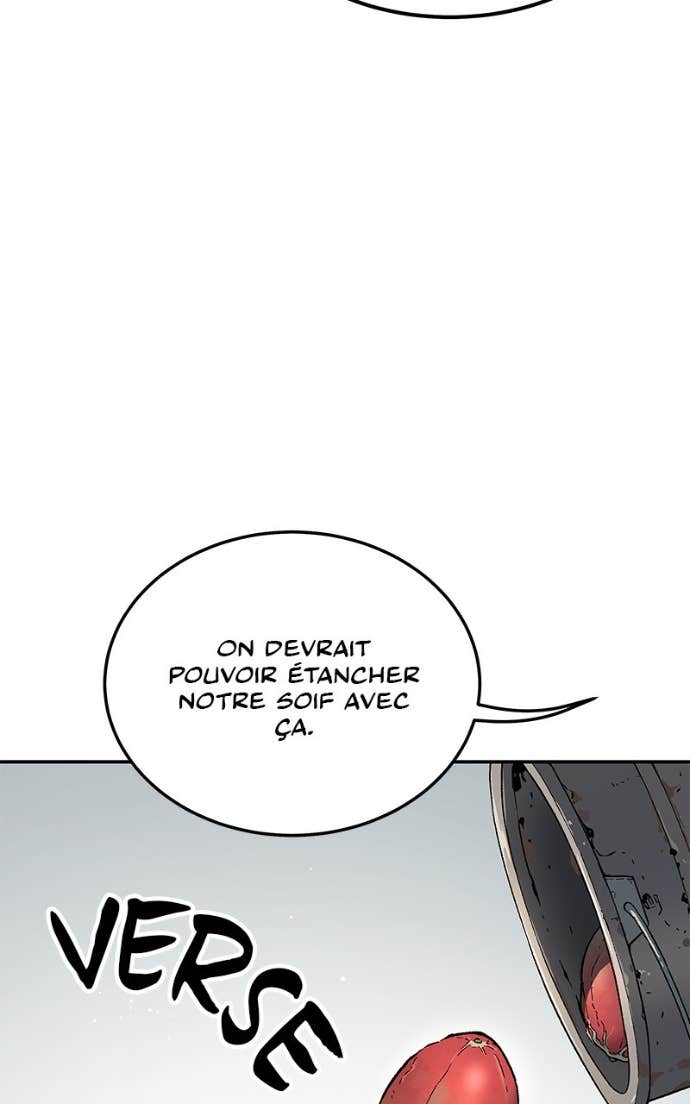 ON DEVRAIT
POUVOIR ÉTANCHER
NOTRE SOIF AVEC
ÇA.
VERSE